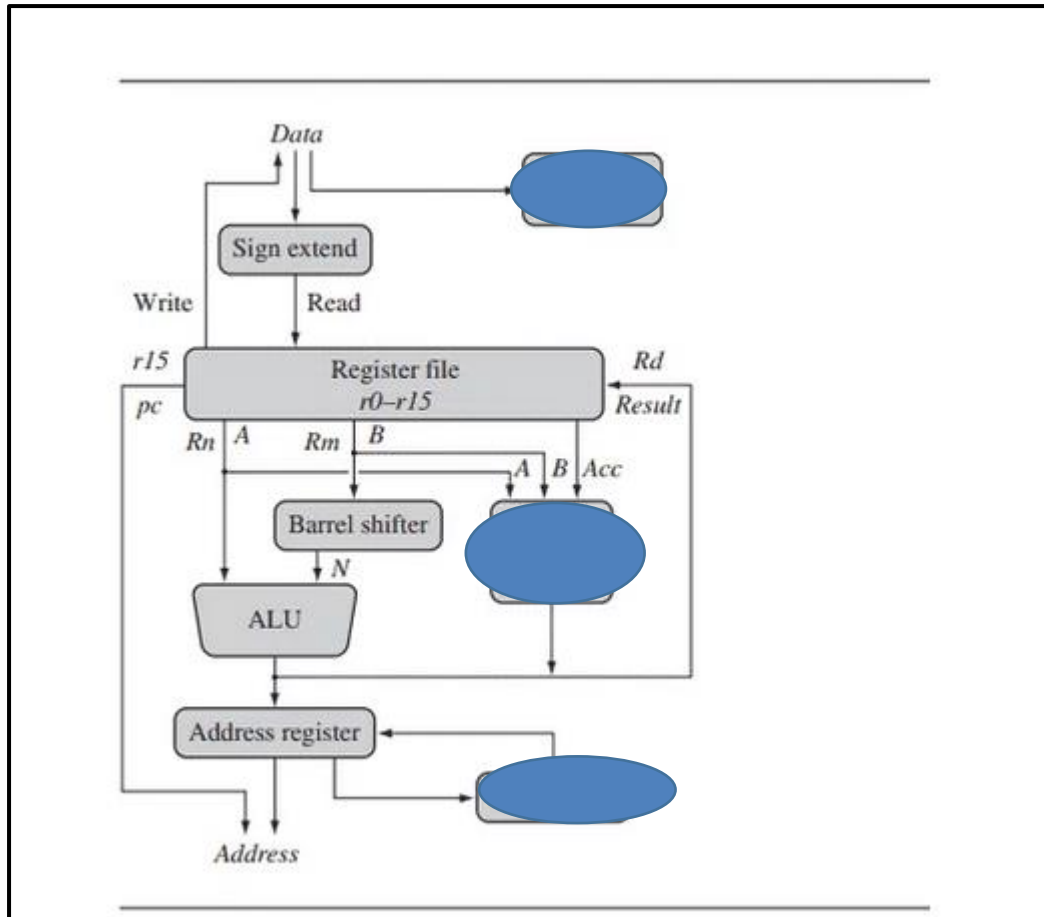 Data
Sign extend
Write
Read
r15
Register file
Rd
pc
r0–r15
Result
Rn
A
Rm
B
A
B
Acc
Barrel shifter
N
ALU
Address register
Address